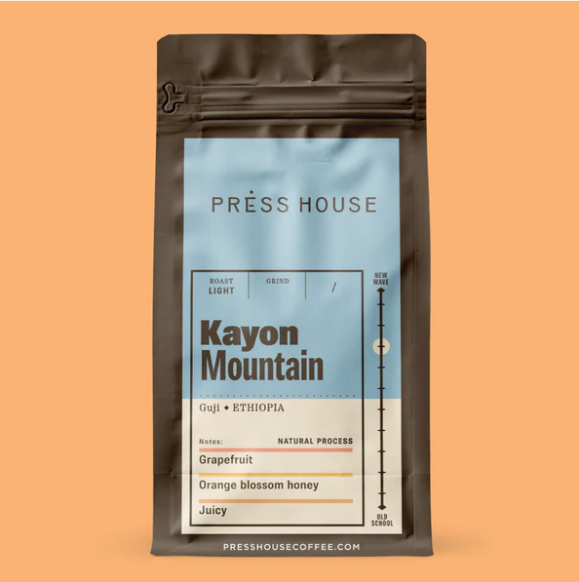 PRĖSS HOUSE
ROAST
LIGHT
GRIND
/
NEW
WAVE
Kayon
Mountain
Guji • ETHIOPIA
Notes: NATURAL PROCESS
Grapefruit
Orange blossom honey
Juicy
OLD
SCHOOL
PRESSHOUSECOFFEE.COM